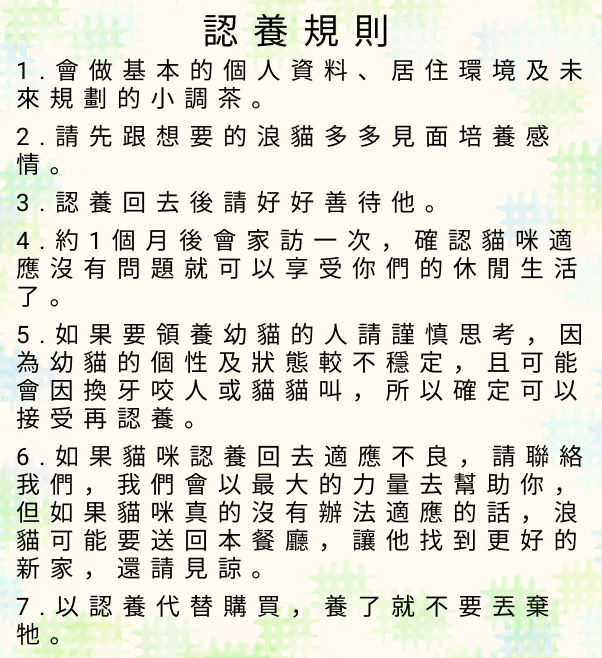 認養規則
1.會做基本的個人資料、居住環境及未
來規劃的小調茶。
2.請先跟想要的浪貓多多見面培養感
情。
3.認養回去後請好好善待他。
4.約1個月後會家訪一次，確認貓咪適
應沒有問題就可以享受你們的休閒生活
了。
5.如果要領養幼貓的人請謹慎思考，因
為幼貓的個性及狀態較不穩定，且可能
會因換牙咬人或貓貓叫，所以確定可以
接受再認養。
6.如果貓咪認養回去適應不良，請聯絡
我們，我們會以最大的力量去幫助你，
但如果貓咪真的沒有辦法適應的話，浪
貓可能要送回本餐廳，讓他找到更好的
新家，還請見諒。
7.以認養代替購買，養了就不要丟棄
牠。